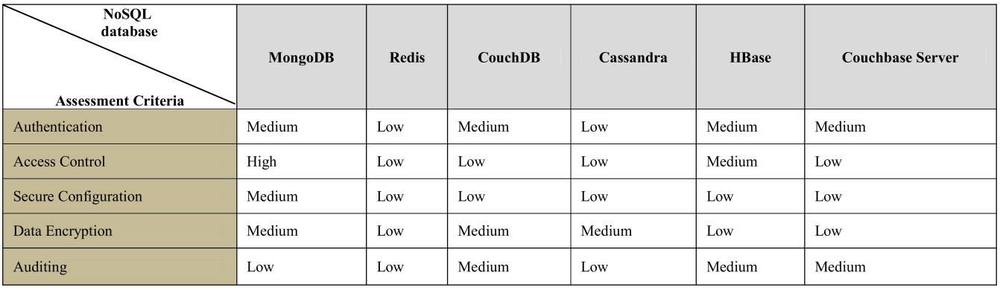 NoSQL
database
Assessment Criteria
MongoDB Redis CouchDB Cassandra HBase Couchbase Server
Authentication Medium Low Medium Low Medium Medium
Access Control High Low Low Low Medium Low
Secure Configuration Medium Low Low Low Low Low
Data Encryption Medium Low Medium Medium Low Low
Auditing Low Low Medium Low Medium Medium